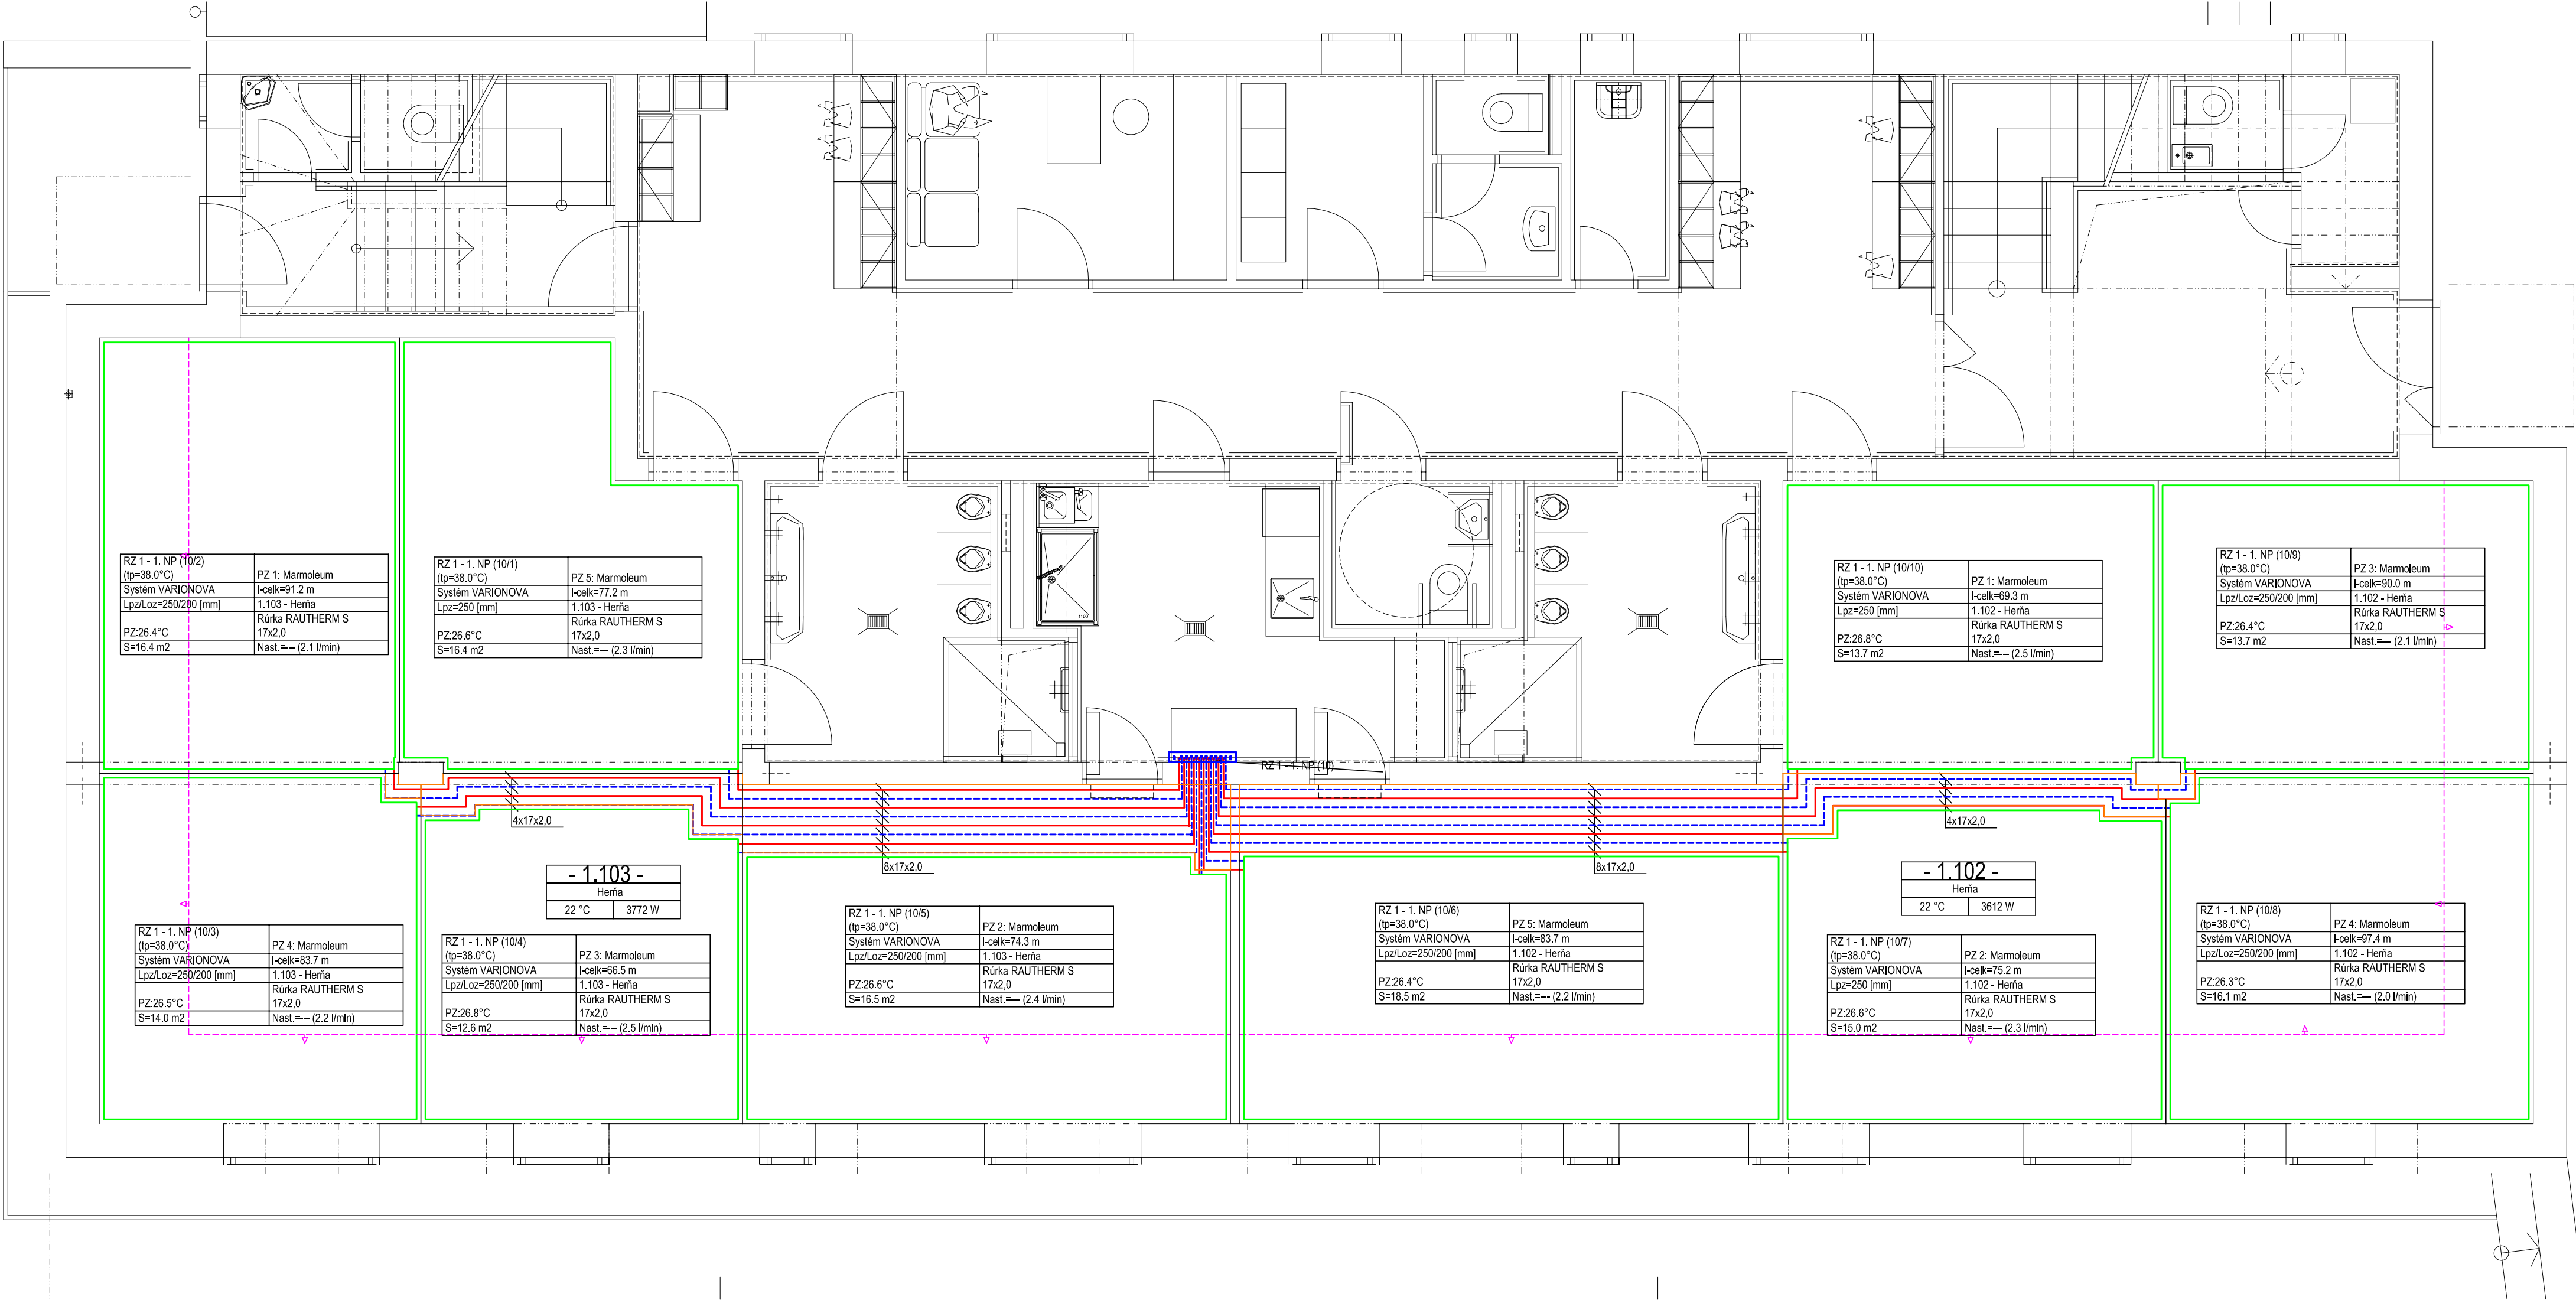 1100
RZ 1 - 1. NP (10)
RZ 1 - 1. NP (10/2)
(tp=38.0°C) PZ 1: Marmoleum
Systém VARIONOVA l-celk=91.2 m
Lpz/Loz=250/200 [mm] 1.103 - Herňa
Rúrka RAUTHERM S
PZ:26.4°C 17x2,0
S=16.4 m2 Nast.=--- (2.1 l/min)
RZ 1 - 1. NP (10/1)
(tp=38.0°C) PZ 5: Marmoleum
Systém VARIONOVA l-celk=77.2 m
Lpz=250 [mm] 1.103 - Herňa
Rúrka RAUTHERM S
PZ:26.6°C 17x2,0
S=16.4 m2 Nast.=--- (2.3 l/min)
RZ 1 - 1. NP (10/10)
(tp=38.0°C) PZ 1: Marmoleum
Systém VARIONOVA l-celk=69.3 m
Lpz=250 [mm] 1.102 - Herňa
Rúrka RAUTHERM S
PZ:26.8°C 17x2,0
S=13.7 m2 Nast.=--- (2.5 l/min)
RZ 1 - 1. NP (10/9)
(tp=38.0°C) PZ 3: Marmoleum
Systém VARIONOVA l-celk=90.0 m
Lpz/Loz=250/200 [mm] 1.102 - Herňa
Rúrka RAUTHERM S
PZ:26.4°C 17x2,0
S=13.7 m2 Nast.=--- (2.1 l/min)
4x17x2,0
8x17x2,0
8x17x2,0
4x17x2,0
- 1.103 -
Herňa
22 °C 3772 W
- 1.102 -
Herňa
22 °C 3612 W
RZ 1 - 1. NP (10/3)
(tp=38.0°C) PZ 4: Marmoleum
Systém VARIONOVA l-celk=83.7 m
Lpz/Loz=250/200 [mm] 1.103 - Herňa
Rúrka RAUTHERM S
PZ:26.5°C 17x2,0
S=14.0 m2 Nast.=--- (2.2 l/min)
RZ 1 - 1. NP (10/4)
(tp=38.0°C) PZ 3: Marmoleum
Systém VARIONOVA l-celk=66.5 m
Lpz/Loz=250/200 [mm] 1.103 - Herňa
Rúrka RAUTHERM S
PZ:26.8°C 17x2,0
S=12.6 m2 Nast.=--- (2.5 l/min)
RZ 1 - 1. NP (10/5)
(tp=38.0°C) PZ 2: Marmoleum
Systém VARIONOVA l-celk=74.3 m
Lpz/Loz=250/200 [mm] 1.103 - Herňa
Rúrka RAUTHERM S
PZ:26.6°C 17x2,0
S=16.5 m2 Nast.=--- (2.4 l/min)
RZ 1 - 1. NP (10/6)
(tp=38.0°C) PZ 5: Marmoleum
Systém VARIONOVA l-celk=83.7 m
Lpz/Loz=250/200 [mm] 1.102 - Herňa
Rúrka RAUTHERM S
PZ:26.4°C 17x2,0
S=18.5 m2 Nast.=--- (2.2 l/min)
RZ 1 - 1. NP (10/7)
(tp=38.0°C) PZ 2: Marmoleum
Systém VARIONOVA l-celk=75.2 m
Lpz=250 [mm] 1.102 - Herňa
Rúrka RAUTHERM S
PZ:26.6°C 17x2,0
S=15.0 m2 Nast.=--- (2.3 l/min)
RZ 1 - 1. NP (10/8)
(tp=38.0°C) PZ 4: Marmoleum
Systém VARIONOVA l-celk=97.4 m
Lpz/Loz=250/200 [mm] 1.102 - Herňa
Rúrka RAUTHERM S
PZ:26.3°C 17x2,0
S=16.1 m2 Nast.=--- (2.0 l/min)